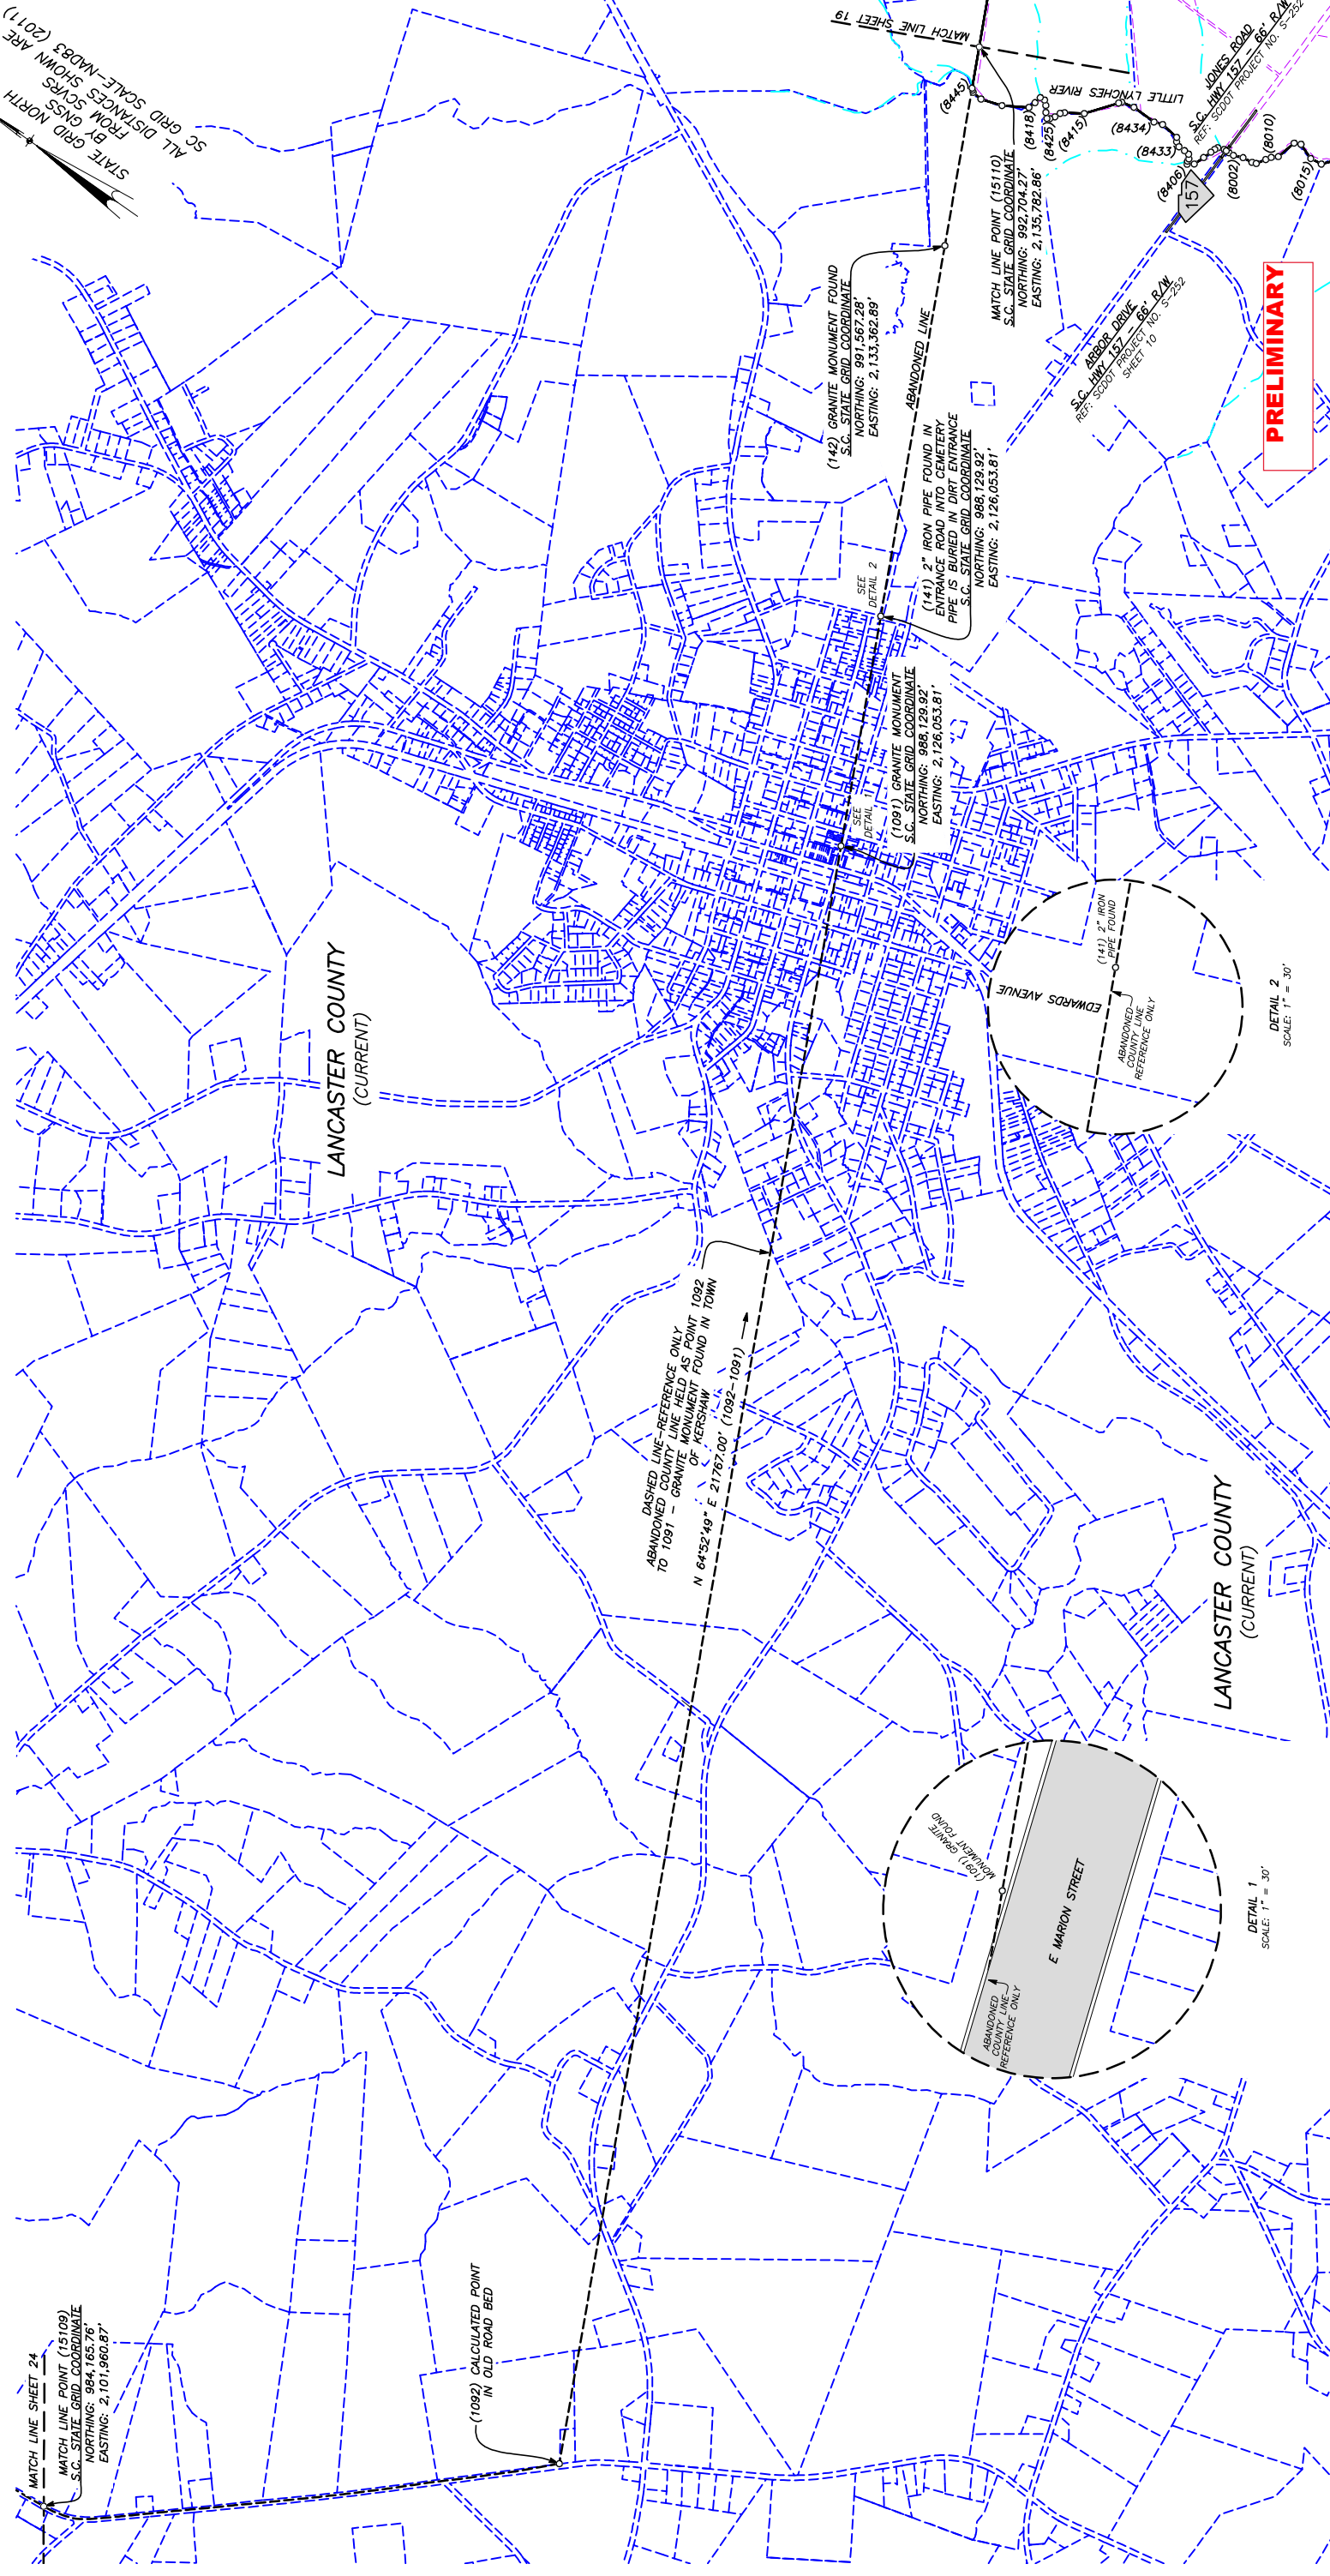 STATE GRID NORTH
BY GNSS
FROM SCVRS
DISTANCES SHOWN ARE
ALL
SC GRID SCALE-NAD83 (2011)
MATCH LINE SHEET 19
(8445)
LITTLE LYNCHES RIVER
(8418)
(8425)
(8415)
(8434)
(8433)
(8406)
157
(8002)
(8010)
(8015)
JONES ROAD
S.C. HWY 157 - 66' R/W
REF: SCDOT PROJECT NO. S-252
ARBOR DRIVE
S.C. HWY 157 - 66' R/W
REF: SCDOT PROJECT NO. S-252
SHEET 10
PRELIMINARY
MATCH LINE POINT (15110)
S.C. STATE GRID COORDINATE
NORTHING: 992,704.27'
EASTING: 2,135,782.86'
(142) GRANITE MONUMENT FOUND
S.C. STATE GRID COORDINATE
NORTHING: 991,567.28'
EASTING: 2,133,362.89'
ABANDONED LINE
(141) 2" IRON PIPE FOUND IN
ENTRANCE ROAD INTO CEMETERY
PIPE IS BURIED IN DIRT ENTRANCE
S.C. STATE GRID COORDINATE
NORTHING: 988,129.92'
EASTING: 2,126,053.81'
SEE
DETAIL 2
(1091) GRANITE MONUMENT
S.C. STATE GRID COORDINATE
NORTHING: 988,129.92'
EASTING: 2,126,053.81'
SEE
DETAIL 1
EDWARDS AVENUE
(141) 2" IRON
PIPE FOUND
ABANDONED
COUNTY LINE
REFERENCE ONLY
DETAIL 2
SCALE: 1" = 30'
LANCASTER COUNTY
(CURRENT)
DASHED LINE-REFERENCE ONLY
ABANDONED COUNTY LINE HELD AS POINT 1092
TO 1091 - GRANITE MONUMENT FOUND IN TOWN
OF KERSHAW
N 64°52'49" E 21767.00' (1092-1091)
LANCASTER COUNTY
(CURRENT)
(1091) GRANITE
MONUMENT FOUND
E MARION STREET
ABANDONED
COUNTY LINE
REFERENCE ONLY
DETAIL 1
SCALE: 1" = 30'
(1092) CALCULATED POINT
IN OLD ROAD BED
MATCH LINE SHEET 24
MATCH LINE POINT (15109)
S.C. STATE GRID COORDINATE
NORTHING: 984,165.76'
EASTING: 2,101,960.87'